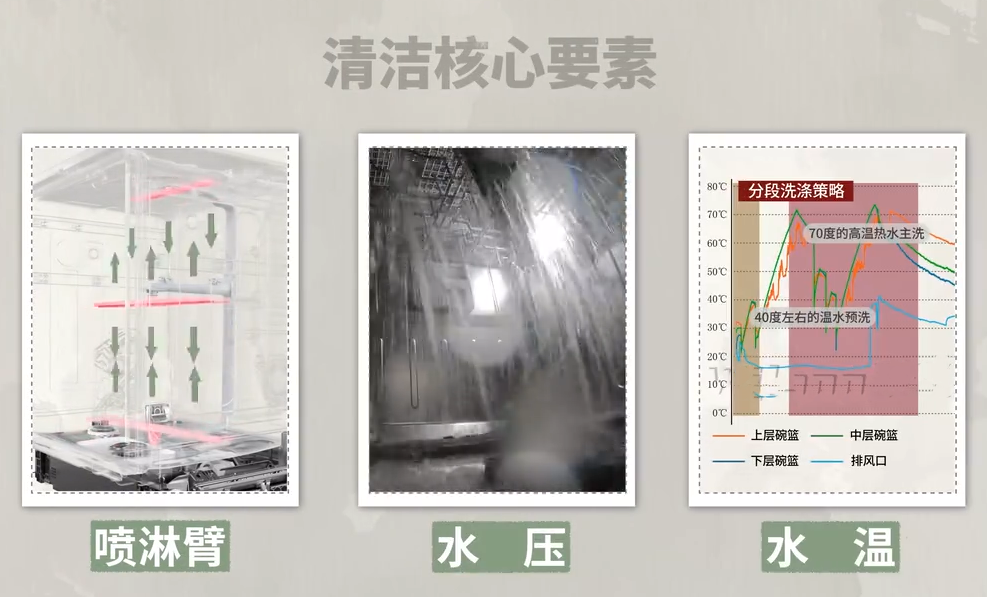 清洁核心要素
分段洗涤策略
80℃
70℃
70度的高温热水主洗
60℃
50℃
40℃
40度左右的温水预洗
30℃
20℃
10℃
0℃
上层碗篮
中层碗篮
下层碗篮
排风口
喷淋臂
水 压
水 温